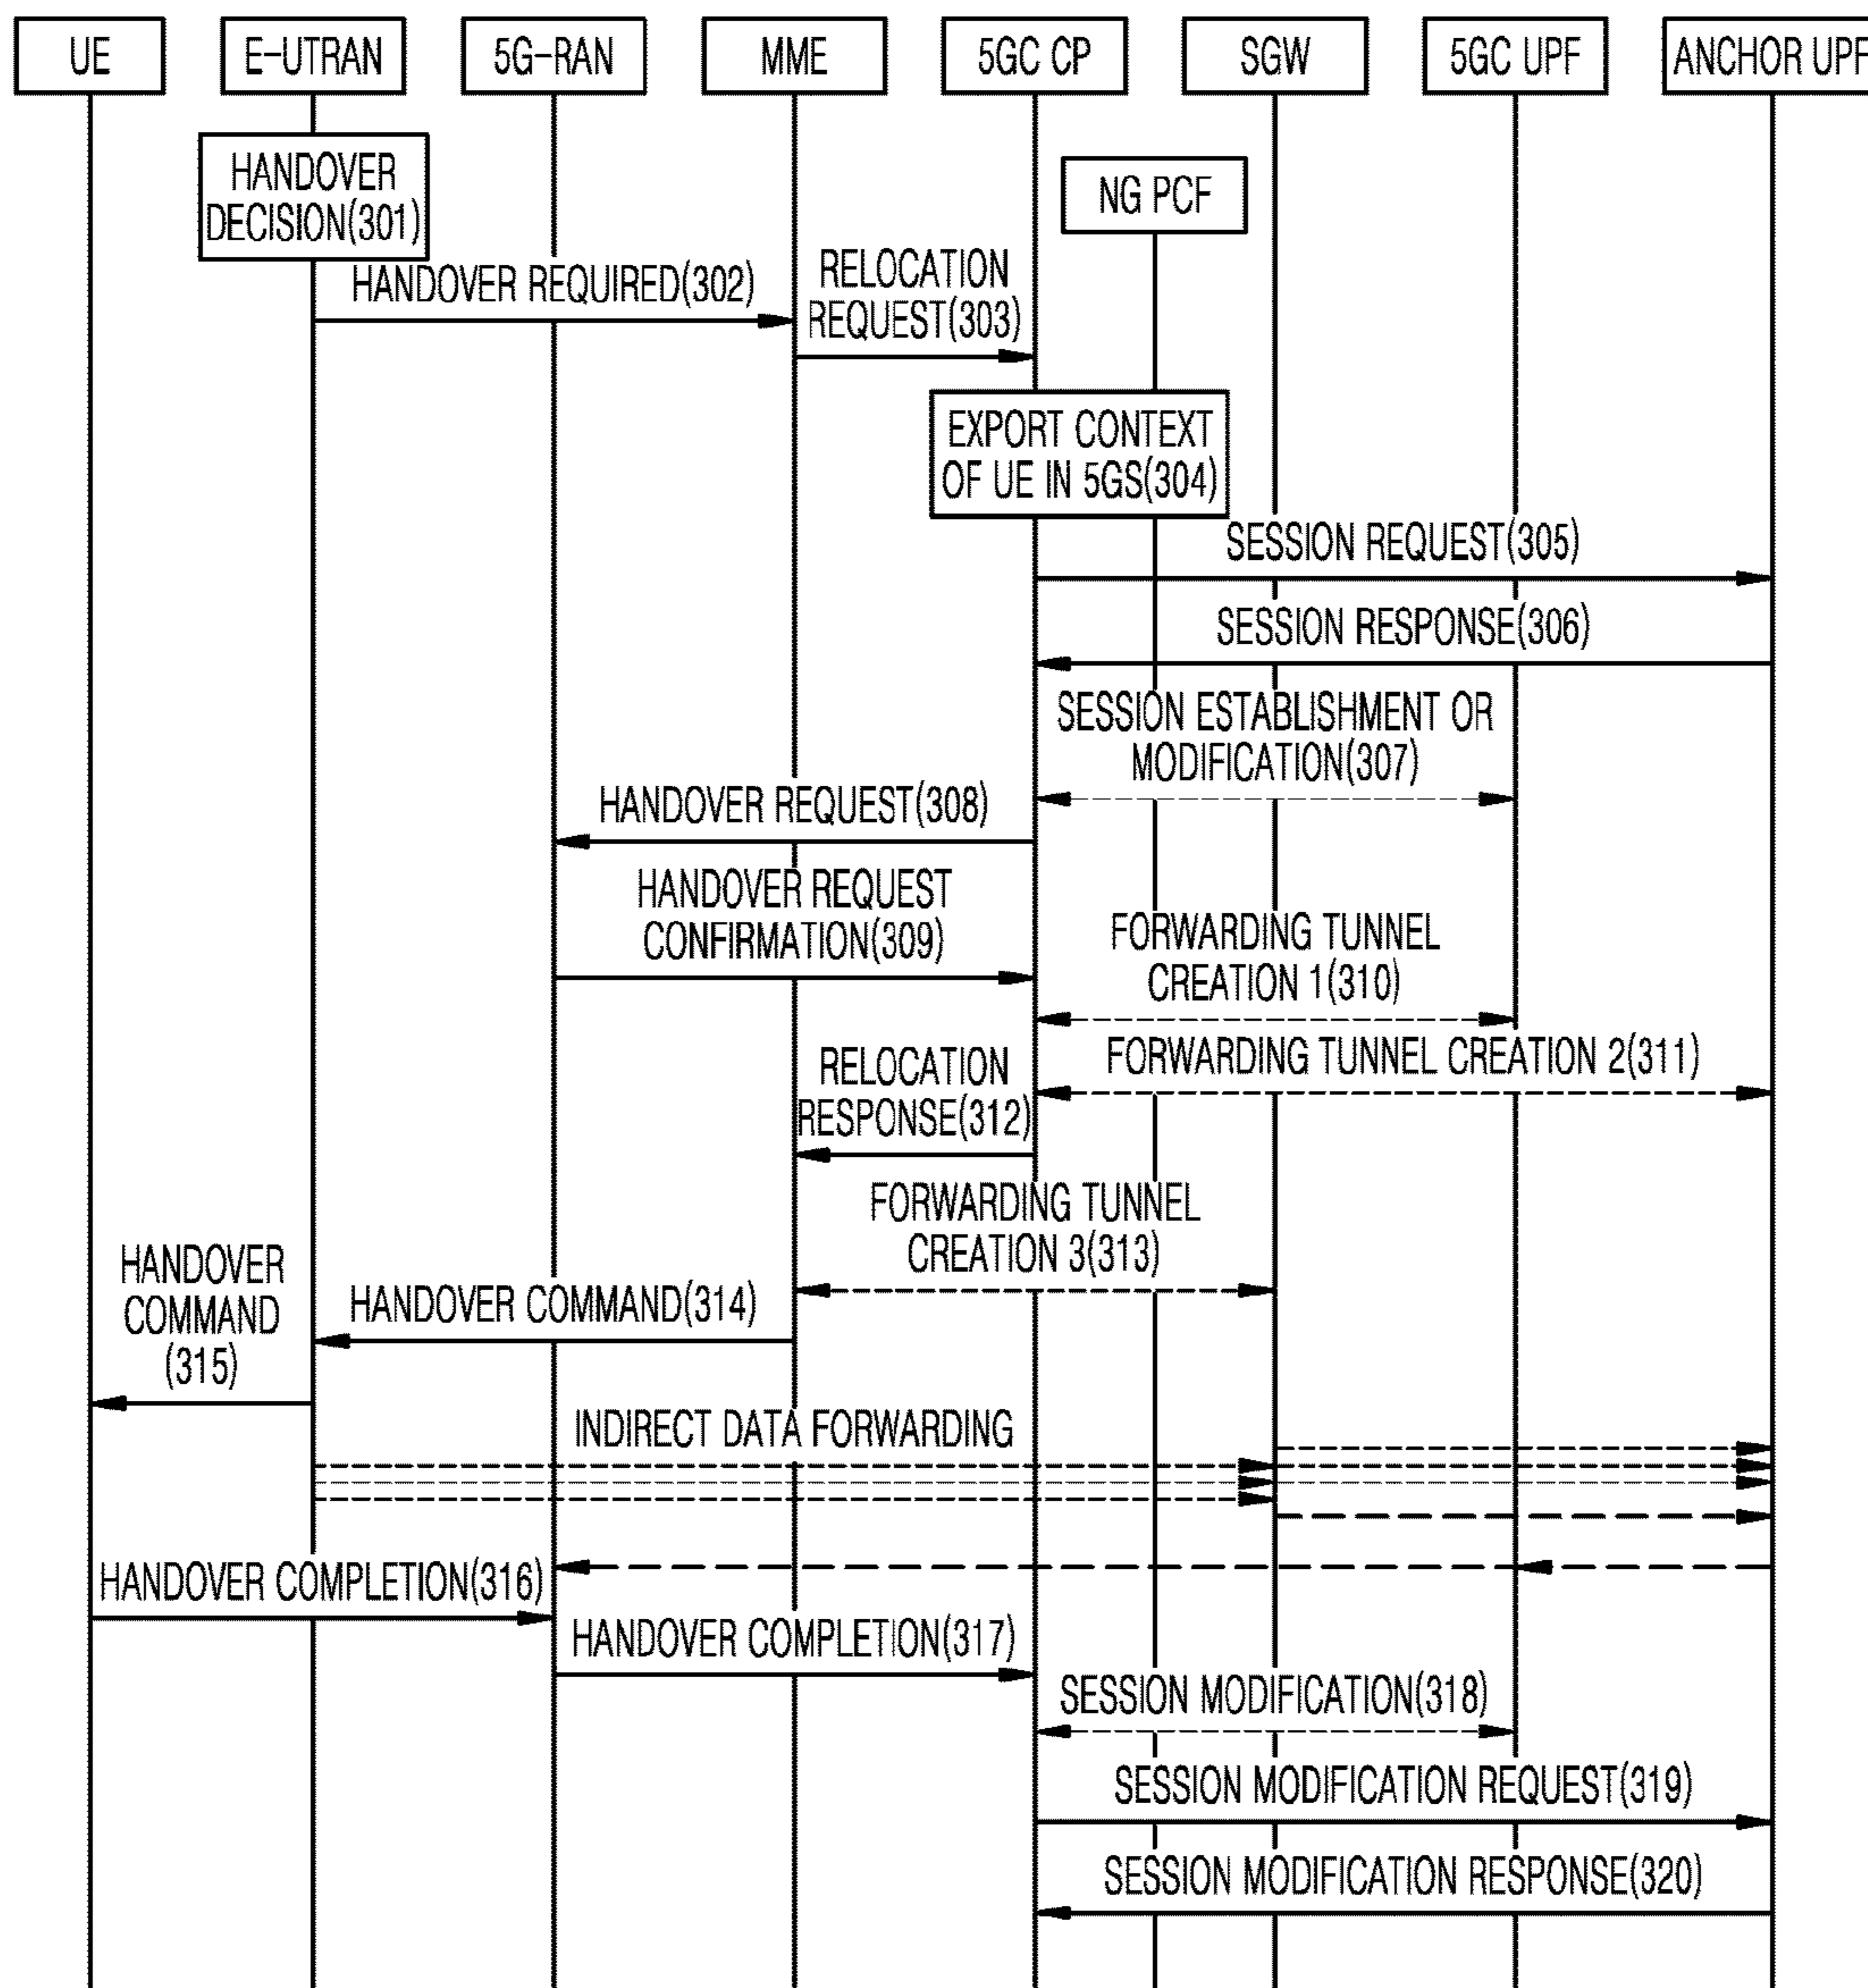 UE
E-UTRAN
5G-RAN
MME
5GC CP
SGW
5GC UPF
ANCHOR UPF
HANDOVER
DECISION(301)
NG PCF
HANDOVER REQUIRED(302)
RELOCATION
REQUEST(303)
EXPORT CONTEXT
OF UE IN 5GS(304)
SESSION REQUEST(305)
SESSION RESPONSE(306)
SESSION ESTABLISHMENT OR
MODIFICATION(307)
HANDOVER REQUEST(308)
HANDOVER REQUEST
CONFIRMATION(309)
FORWARDING TUNNEL
CREATION 1(310)
FORWARDING TUNNEL CREATION 2(311)
RELOCATION
RESPONSE(312)
FORWARDING TUNNEL
CREATION 3(313)
HANDOVER COMMAND(314)
HANDOVER
COMMAND
(315)
INDIRECT DATA FORWARDING
HANDOVER COMPLETION(316)
HANDOVER COMPLETION(317)
SESSION MODIFICATION(318)
SESSION MODIFICATION REQUEST(319)
SESSION MODIFICATION RESPONSE(320)